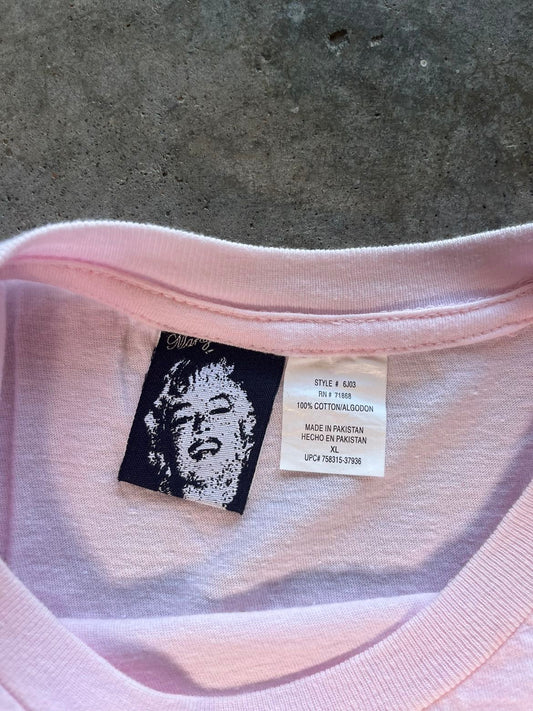 STYLE # 6J03
RN # 71868
100% COTTON/ALGODON
MADE IN PAKISTAN
HECHO EN PAKISTAN
XL
UPC# 758315-37936